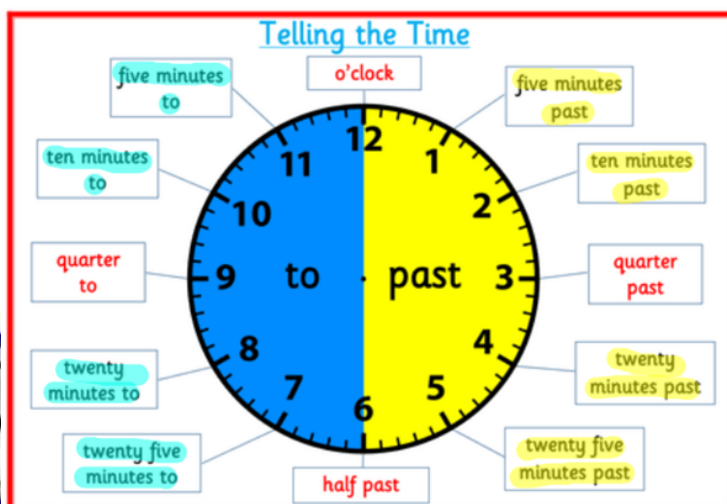 Telling the Time
o'clock
five minutes
past
ten minutes
past
quarter
past
twenty
minutes past
twenty five
minutes past
half past
twenty five
minutes to
twenty
minutes to
quarter
to
ten minutes
to
five minutes
to
12
1
2
3
4
5
6
7
8
9
10
11
to
past